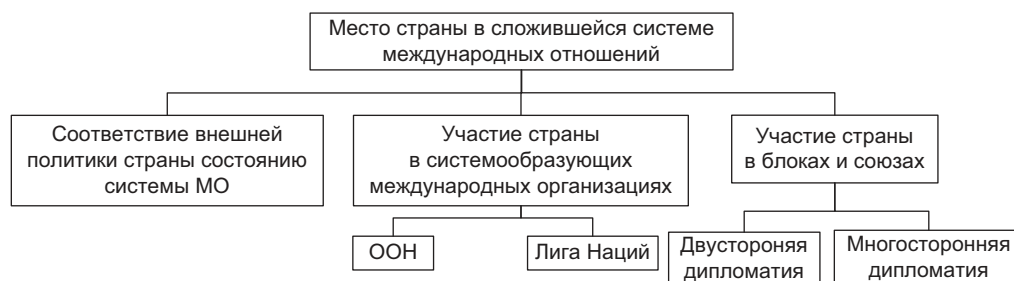 Место страны в сложившейся системе
международных отношений
Соответствие внешней
политики страны состоянию
системы МО
Участие страны
в системообразующих
международных организациях
Участие страны
в блоках и союзах
ООН
Лига Наций
Двустороняя
дипломатия
Многосторонняя
дипломатия